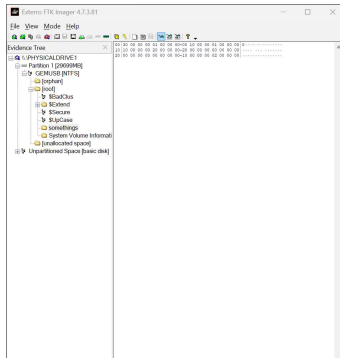 Exterro FTK Imager 4.7.3.81
File View Mode Help
Evidence Tree
\\.\PHYSICALDRIVE1
Partition 1 [29699MB]
GEMUSB [NTFS]
[orphan]
[root]
$BadClus
$Extend
$Secure
$UpCase
somethings
System Volume Informati
[unallocated space]
Unpartitioned Space [basic disk]